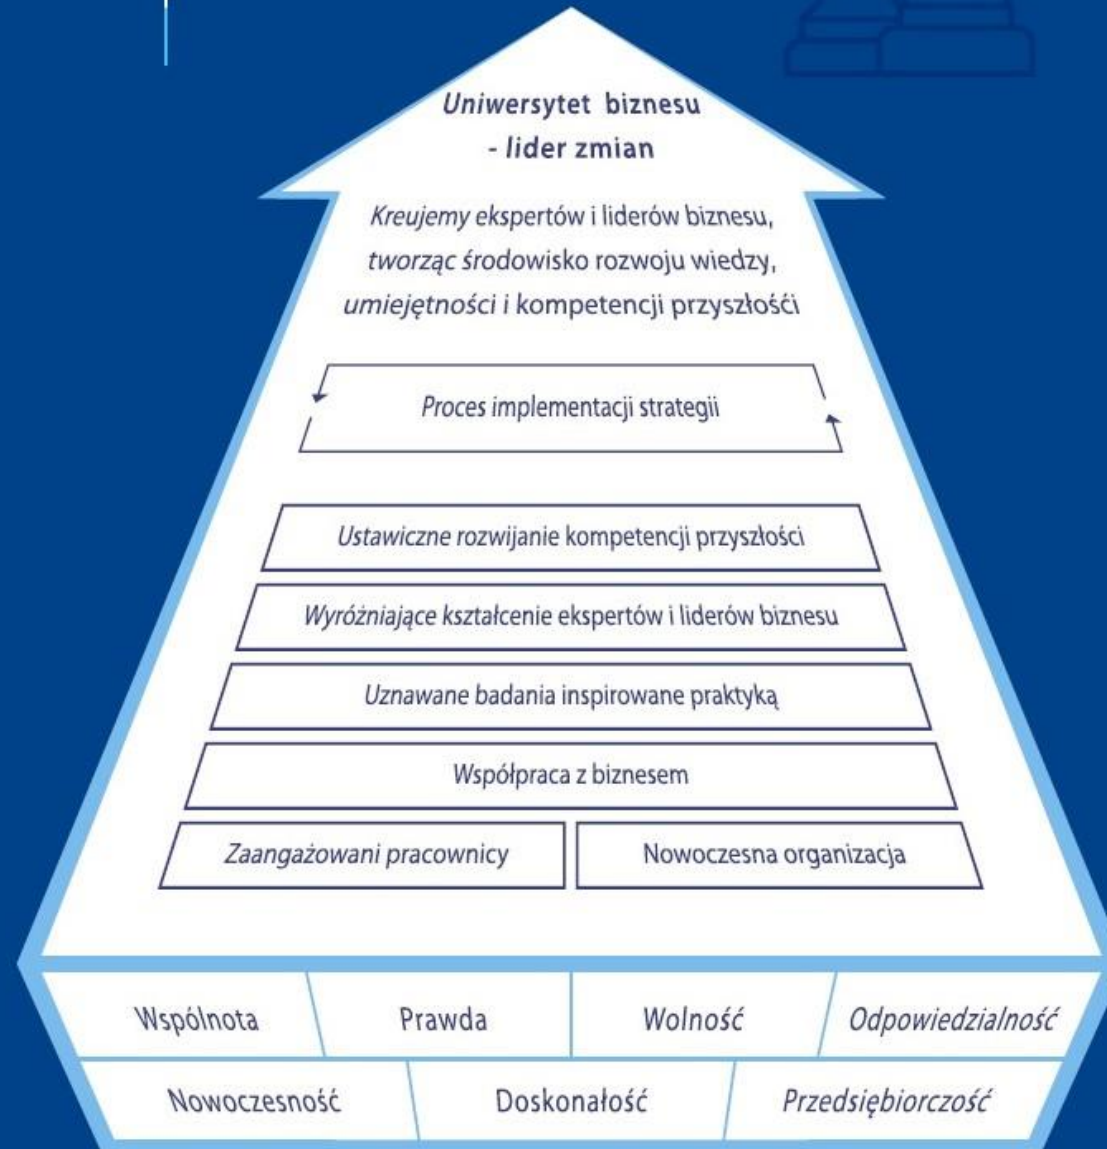 Uniwersytet biznesu
- lider zmian
Kreujemy ekspertów i liderów biznesu,
tworząc środowisko rozwoju wiedzy,
umiejętności i kompetencji przyszłośći
Proces implementacji strategii
Ustawiczne rozwijanie kompetencji przyszłości
Wyróżniające kształcenie ekspertów i liderów biznesu
Uznawane badania inspirowane praktyką
Współpraca z biznesem
Zaangażowani pracownicy Nowoczesna organizacja
Wspólnota Prawda Wolność Odpowiedzialność
Nowoczesność Doskonałość Przedsiębiorczość